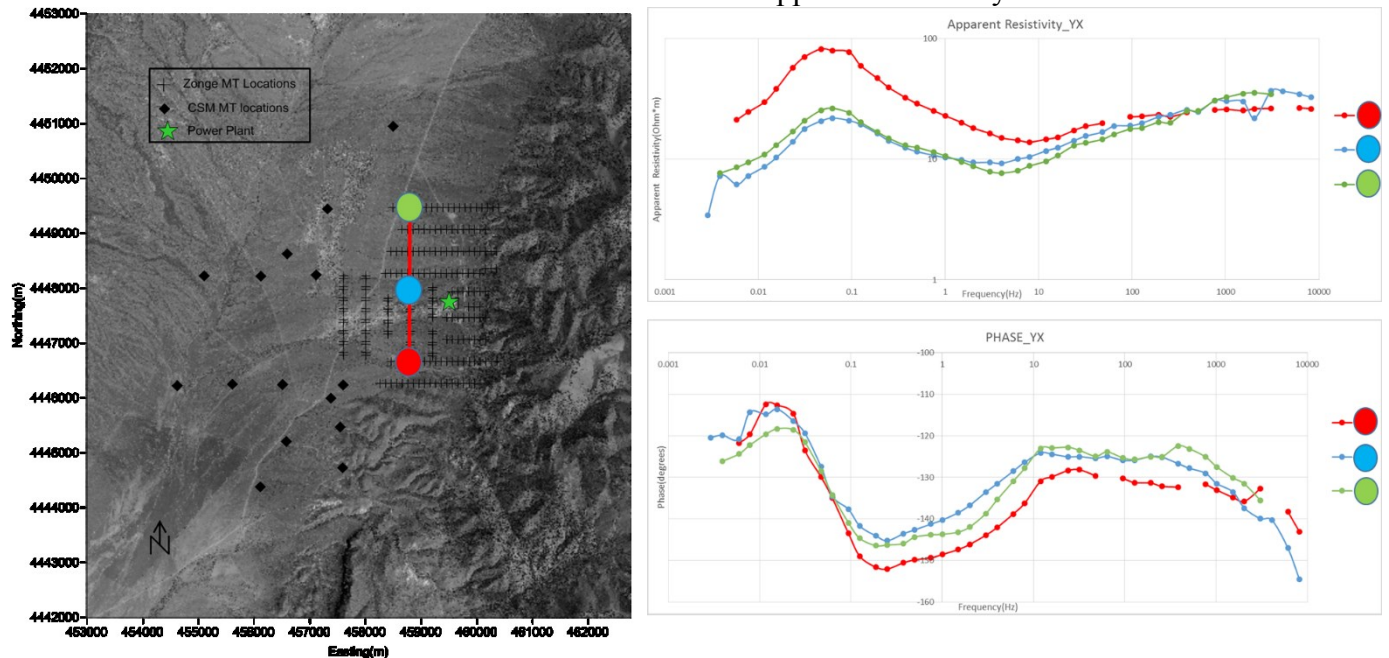 4453000
4452000
4451000
4450000
4449000
4448000
4447000
4446000
4445000
4444000
4443000
4442000
Northing(m)
Zonge MT Locations
CSM MT locations
Power Plant
N
453000 454000 455000 456000 457000 458000 459000 460000 461000 462000
Easting(m)
Apparent Resistivity_YX
100
10
1
Apparent Resistivity(Ohm*m)
0.001 0.01 0.1 1 10 100 1000 10000
Frequency(Hz)
PHASE_YX
0.001 0.01 0.1 1 10 100 1000 10000
-100
-110
-120
-130
-140
-150
-160
Phase(degrees)
Frequency(Hz)